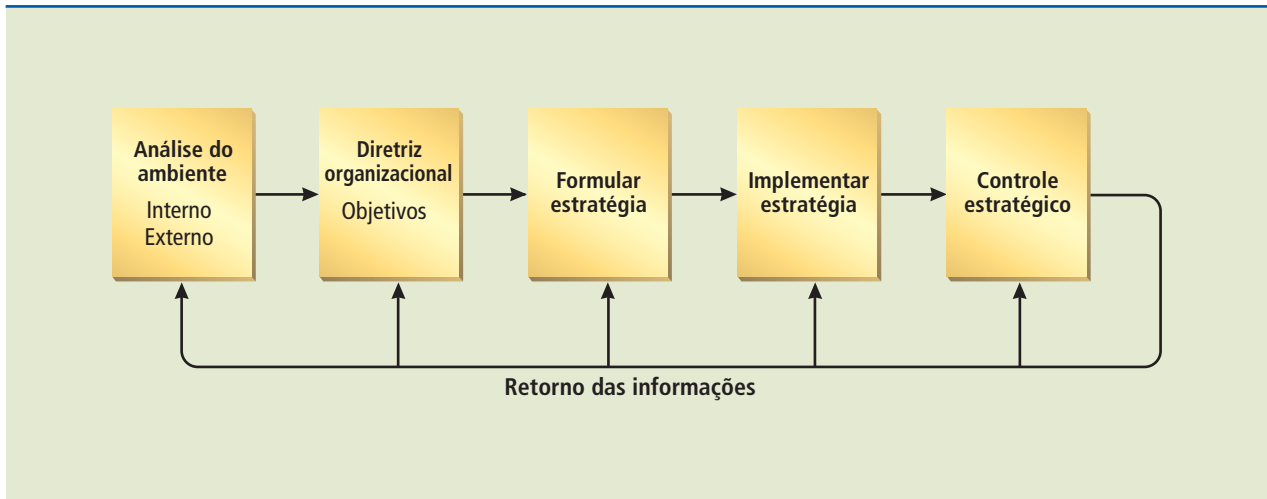 Análise do
ambiente
Interno
Externo
Diretriz
organizacional
Objetivos
Formular
estratégia
Implementar
estratégia
Controle
estratégico
Retorno das informações